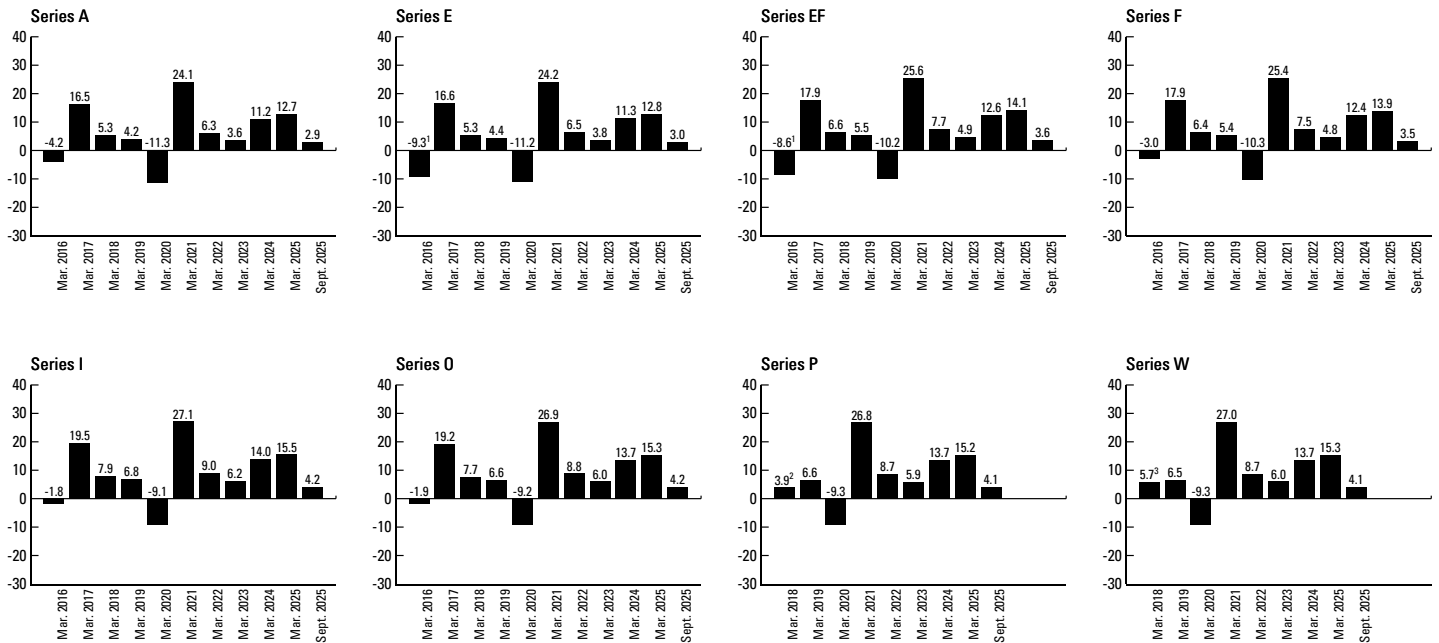 Series A
40
30
20
10
0
-10
-20
-30
-4.2
16.5
5.3
4.2
-11.3
24.1
6.3
3.6
11.2
12.7
2.9
Mar. 2016
Mar. 2017
Mar. 2018
Mar. 2019
Mar. 2020
Mar. 2021
Mar. 2022
Mar. 2023
Mar. 2024
Mar. 2025
Sept. 2025
Series E
40
30
20
10
0
-10
-20
-30
-9.3¹
16.6
5.3
4.4
-11.2
24.2
6.5
3.8
11.3
12.8
3.0
Mar. 2016
Mar. 2017
Mar. 2018
Mar. 2019
Mar. 2020
Mar. 2021
Mar. 2022
Mar. 2023
Mar. 2024
Mar. 2025
Sept. 2025
Series EF
40
30
20
10
0
-10
-20
-30
-8.6¹
17.9
6.6
5.5
-10.2
25.6
7.7
4.9
12.6
14.1
3.6
Mar. 2016
Mar. 2017
Mar. 2018
Mar. 2019
Mar. 2020
Mar. 2021
Mar. 2022
Mar. 2023
Mar. 2024
Mar. 2025
Sept. 2025
Series F
40
30
20
10
0
-10
-20
-30
-3.0
17.9
6.4
5.4
-10.3
25.4
7.5
4.8
12.4
13.9
3.5
Mar. 2016
Mar. 2017
Mar. 2018
Mar. 2019
Mar. 2020
Mar. 2021
Mar. 2022
Mar. 2023
Mar. 2024
Mar. 2025
Sept. 2025
Series I
40
30
20
10
0
-10
-20
-30
-1.8
19.5
7.9
6.8
-9.1
27.1
9.0
6.2
14.0
15.5
4.2
Mar. 2016
Mar. 2017
Mar. 2018
Mar. 2019
Mar. 2020
Mar. 2021
Mar. 2022
Mar. 2023
Mar. 2024
Mar. 2025
Sept. 2025
Series O
40
30
20
10
0
-10
-20
-30
-1.9
19.2
7.7
6.6
-9.2
26.9
8.8
6.0
13.7
15.3
4.2
Mar. 2016
Mar. 2017
Mar. 2018
Mar. 2019
Mar. 2020
Mar. 2021
Mar. 2022
Mar. 2023
Mar. 2024
Mar. 2025
Sept. 2025
Series P
40
30
20
10
0
-10
-20
-30
3.9²
6.6
-9.3
26.8
8.7
5.9
13.7
15.2
4.1
Mar. 2018
Mar. 2019
Mar. 2020
Mar. 2021
Mar. 2022
Mar. 2023
Mar. 2024
Mar. 2025
Sept. 2025
Series W
40
30
20
10
0
-10
-20
-30
5.7³
6.5
-9.3
27.0
8.7
6.0
13.7
15.3
4.1
Mar. 2018
Mar. 2019
Mar. 2020
Mar. 2021
Mar. 2022
Mar. 2023
Mar. 2024
Mar. 2025
Sept. 2025